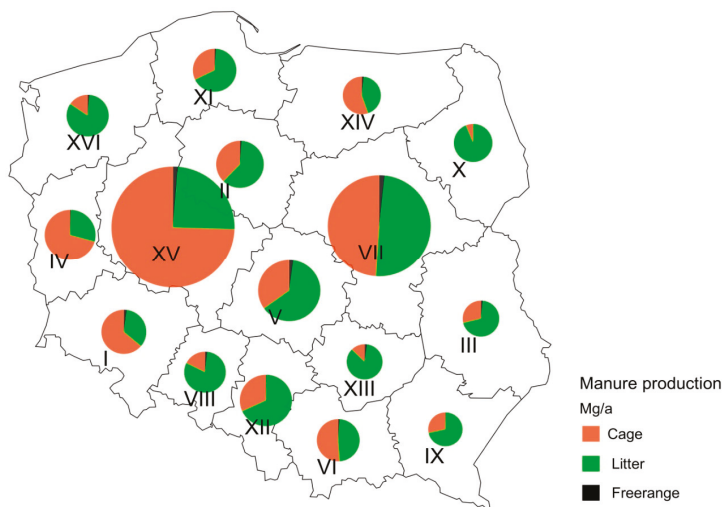 XI
XIV
XVI
X
II
XV
VII
IV
V
III
I
XIII
VIII
XII
IX
VI
Manure production
Mg/a
Cage
Litter
Freerange